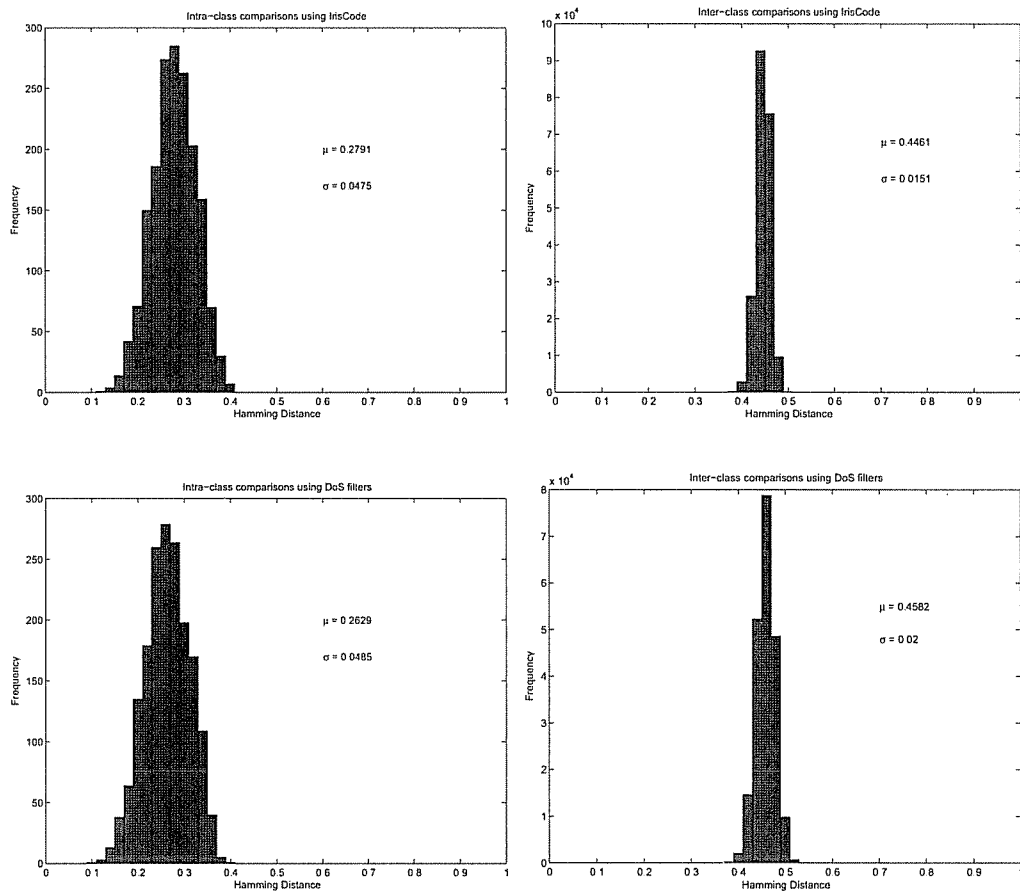 Intra-class comparisons using IrisCode
300
250
200
150
100
50
0
Frequency
μ = 0.2791
σ = 0 0475
0 0 1 0 2 0 3 0 4 0 5 0 6 0 7 0 8 0 9 1
Hamming Distance
Inter-class comparisons using IrisCode
x 10⁴
10
9
8
7
6
5
4
3
2
1
0
Frequency
μ = 0.4461
σ = 0 0151
0 0 1 0 2 0 3 0 4 0 5 0 6 0 7 0 8 0 9 1
Hamming Distance
Intra-class comparisons using DoS filters
300
250
200
150
100
50
0
Frequency
μ = 0.2629
σ = 0 0485
0 0 1 0 2 0 3 0 4 0 5 0 6 0 7 0 8 0 9 1
Hamming Distance
Inter-class comparisons using DoS filters
x 10⁴
8
7
6
5
4
3
2
1
0
Frequency
μ = 0.4582
σ = 0 02
0 0 1 0 2 0 3 0 4 0 5 0 6 0 7 0 8 0 9 1
Hamming Distance